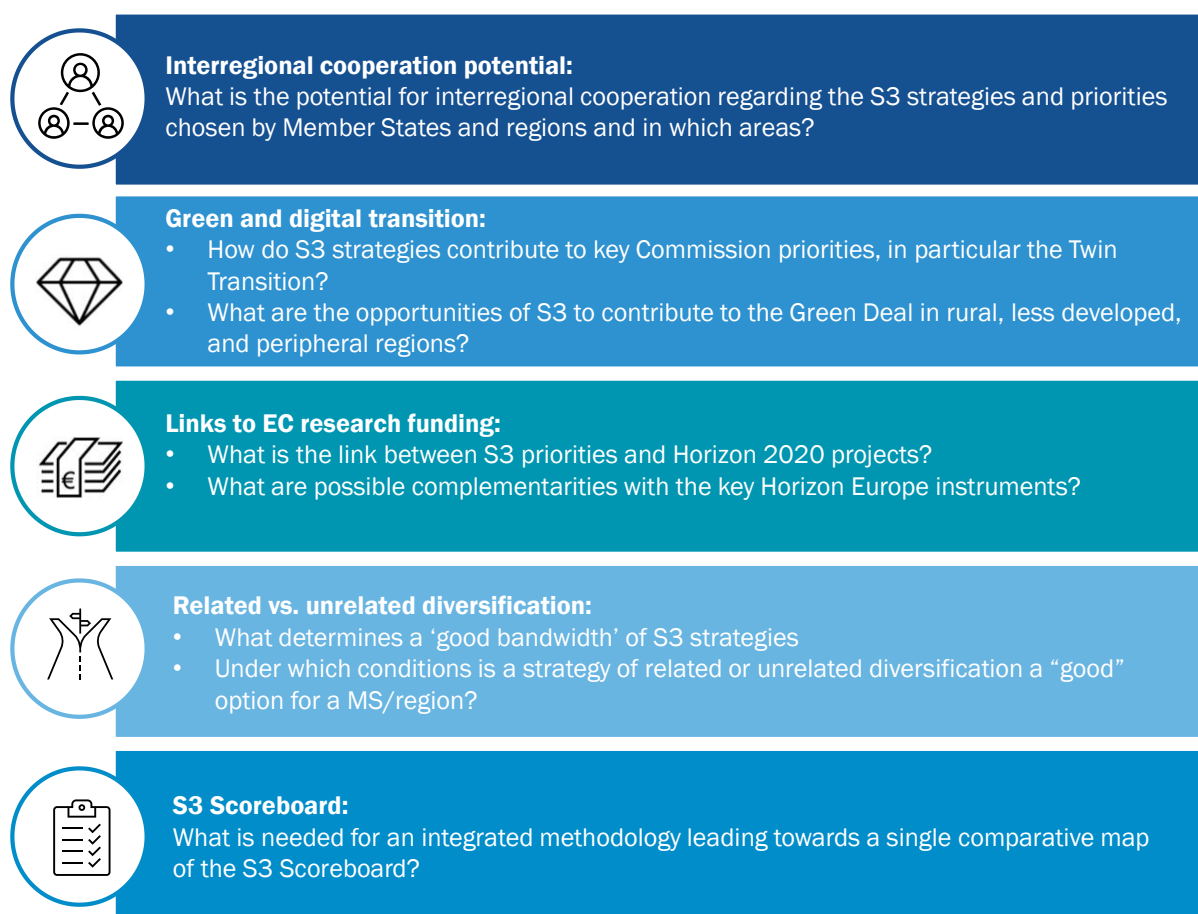 Interregional cooperation potential:
What is the potential for interregional cooperation regarding the S3 strategies and priorities
chosen by Member States and regions and in which areas?
Green and digital transition:
• How do S3 strategies contribute to key Commission priorities, in particular the Twin
Transition?
• What are the opportunities of S3 to contribute to the Green Deal in rural, less developed,
and peripheral regions?
Links to EC research funding:
• What is the link between S3 priorities and Horizon 2020 projects?
• What are possible complementarities with the key Horizon Europe instruments?
€
Related vs. unrelated diversification:
• What determines a ‘good bandwidth’ of S3 strategies
• Under which conditions is a strategy of related or unrelated diversification a “good”
option for a MS/region?
S3 Scoreboard:
What is needed for an integrated methodology leading towards a single comparative map
of the S3 Scoreboard?